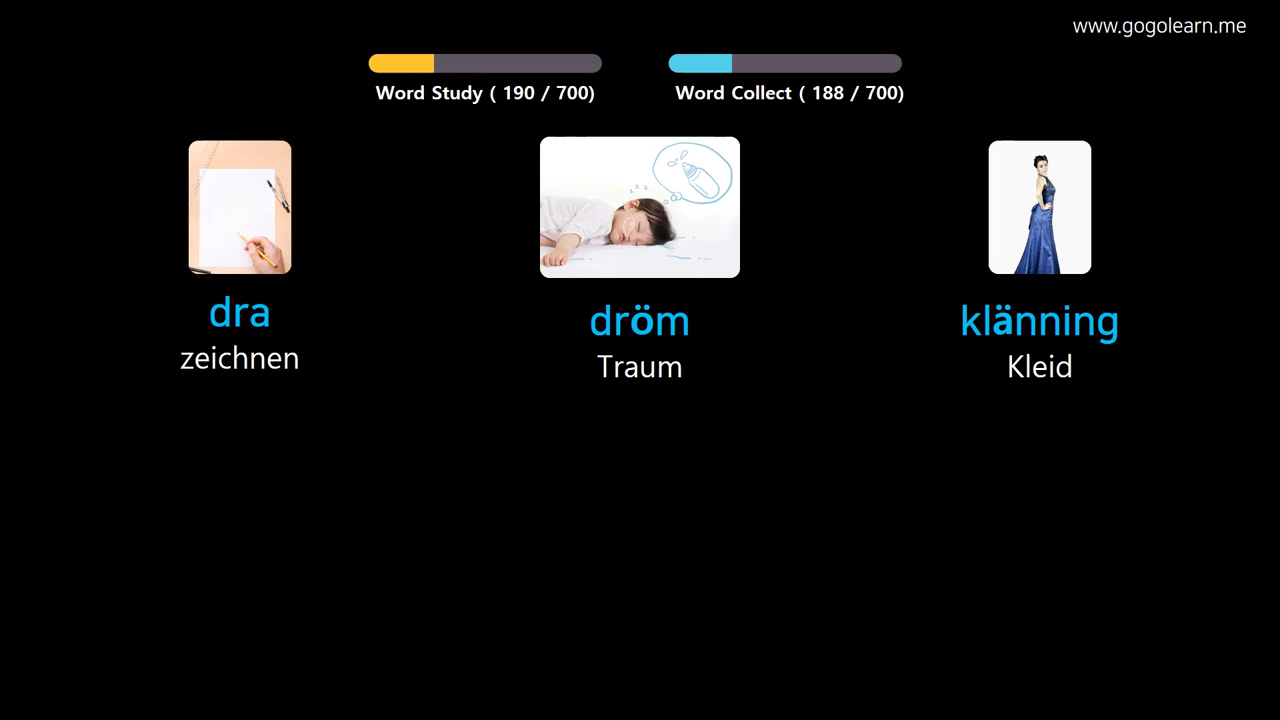 www.gogolearn.me
Word Study ( 190 / 700)
Word Collect ( 188 / 700)
dra
zeichnen
dröm
Traum
klänning
Kleid